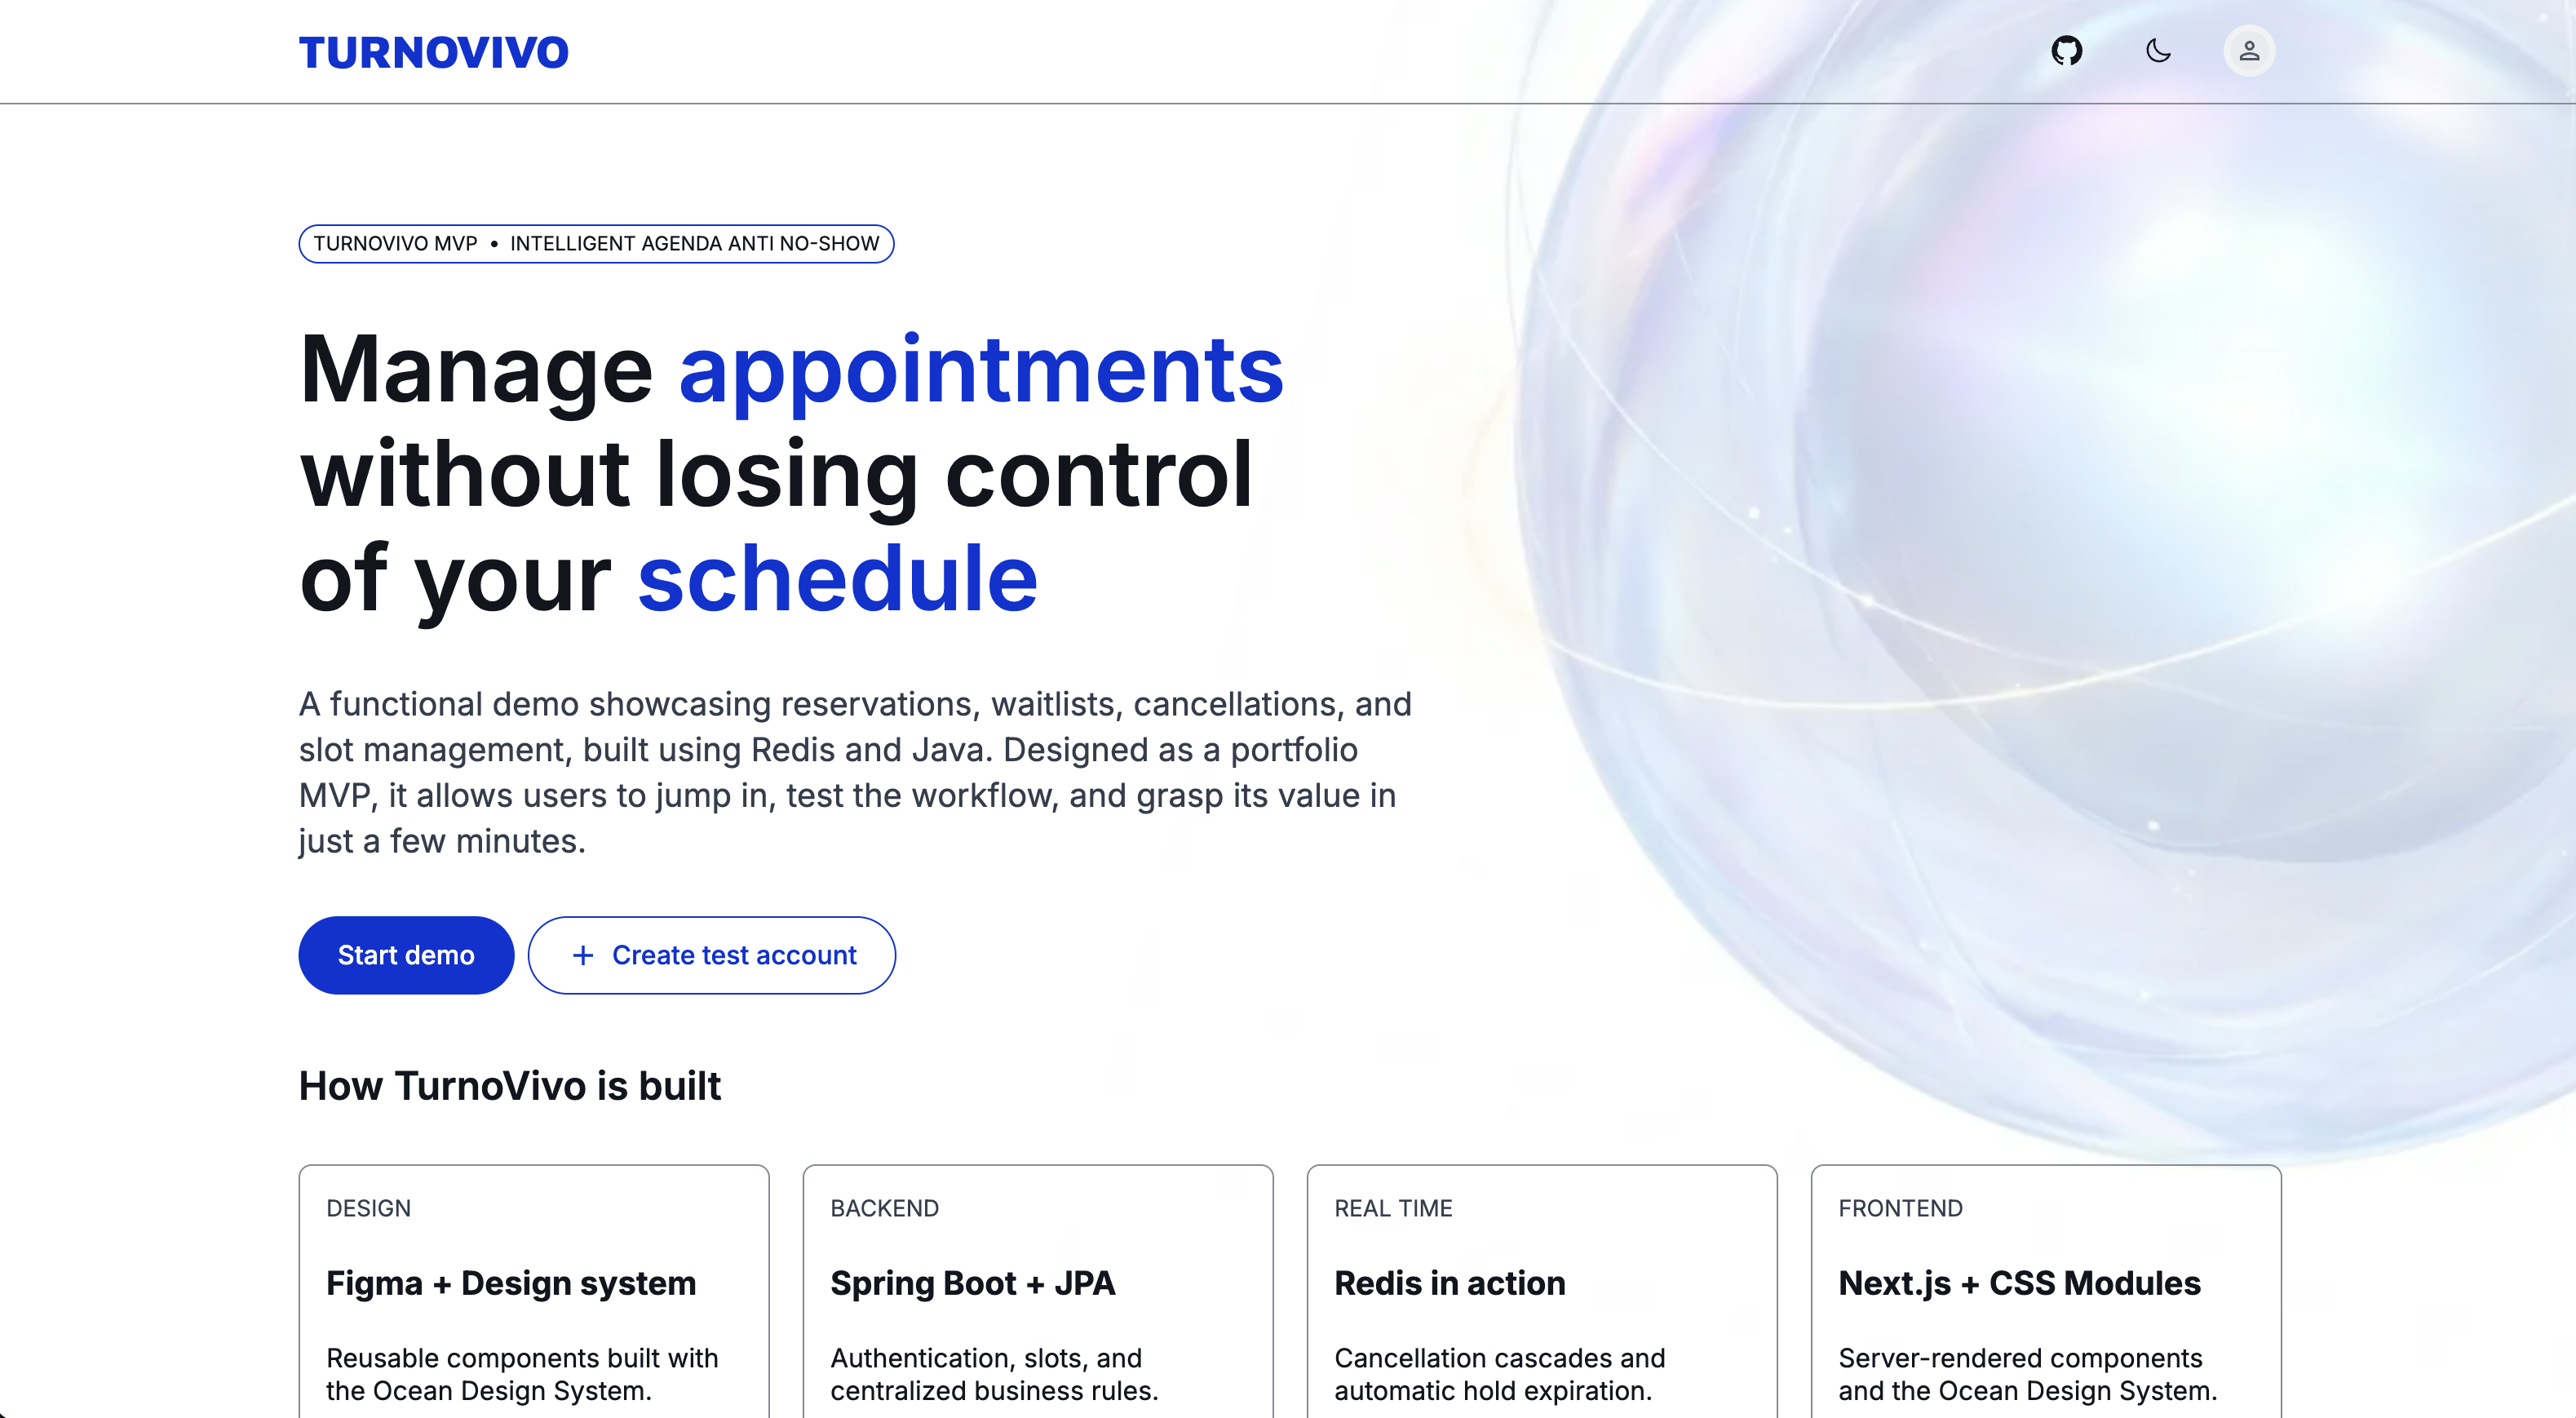 TURNOVIVO
TURNOVIVO MVP • INTELLIGENT AGENDA ANTI NO-SHOW
Manage appointments
without losing control
of your schedule
A functional demo showcasing reservations, waitlists, cancellations, and
slot management, built using Redis and Java. Designed as a portfolio
MVP, it allows users to jump in, test the workflow, and grasp its value in
just a few minutes.
Start demo
+ Create test account
How TurnoVivo is built
DESIGN
Figma + Design system
Reusable components built with
the Ocean Design System.
BACKEND
Spring Boot + JPA
Authentication, slots, and
centralized business rules.
REAL TIME
Redis in action
Cancellation cascades and
automatic hold expiration.
FRONTEND
Next.js + CSS Modules
Server-rendered components
and the Ocean Design System.